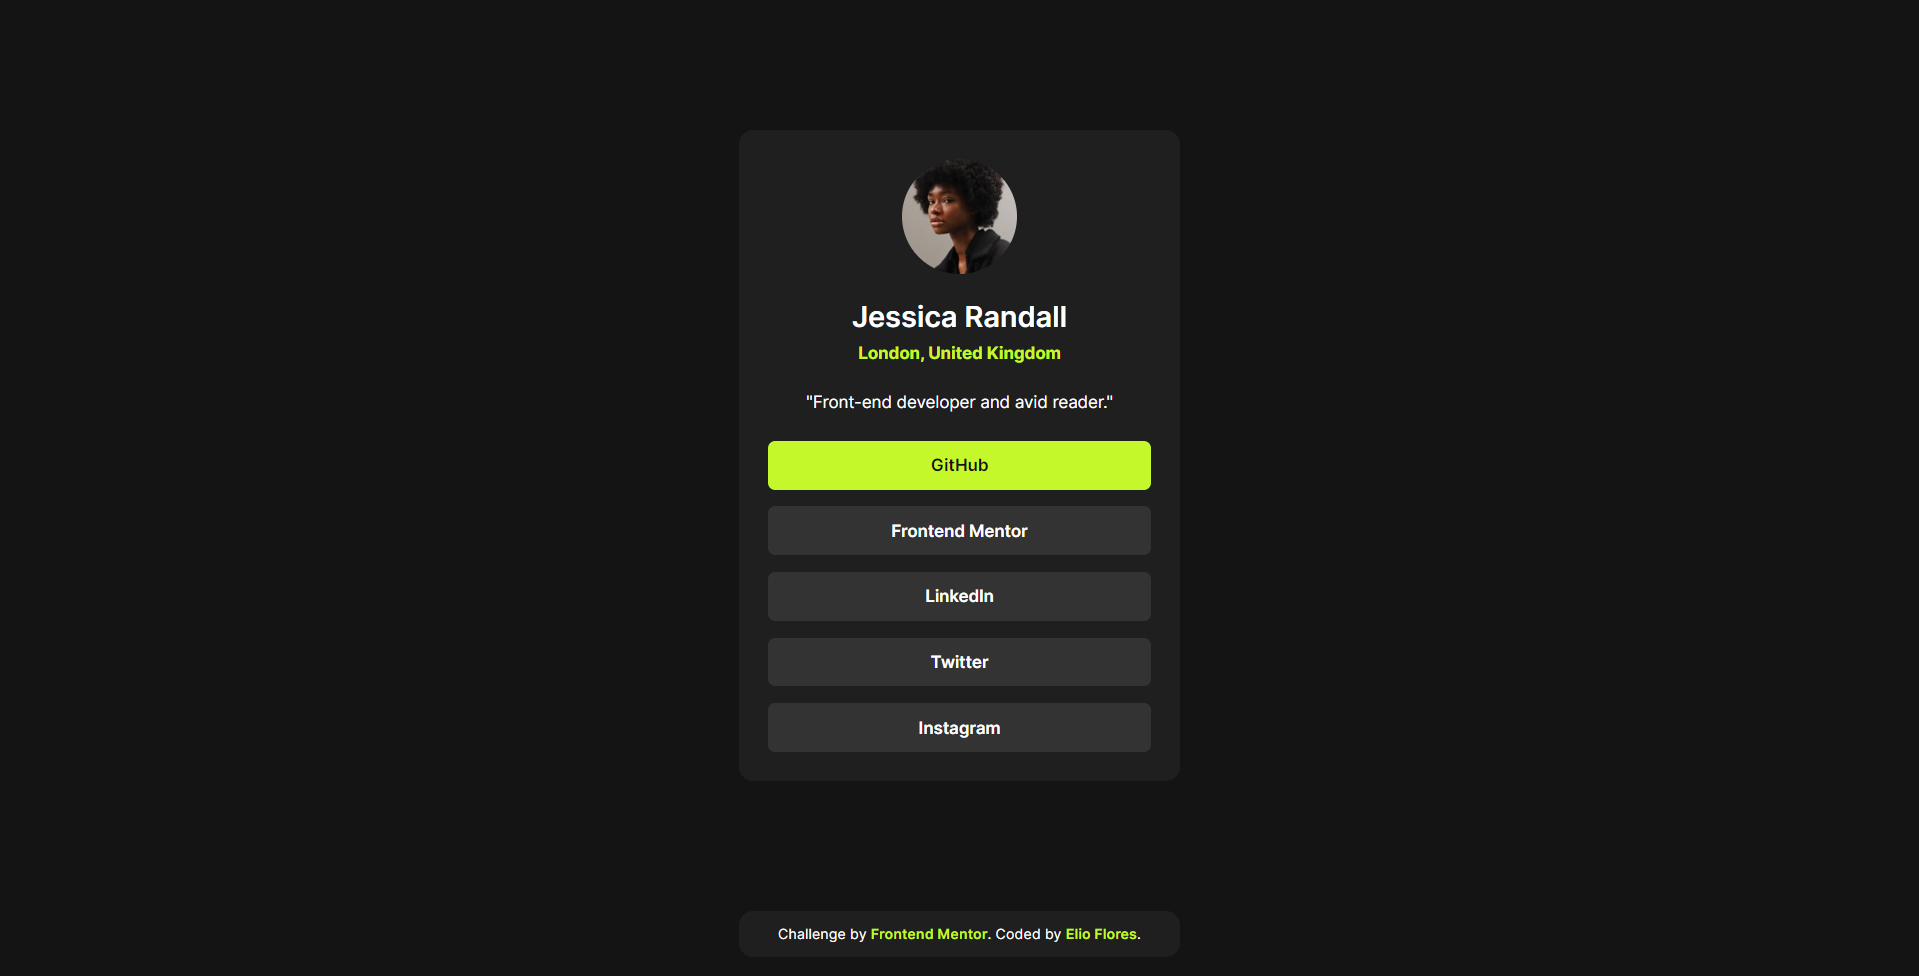 Jessica Randall
London, United Kingdom
"Front-end developer and avid reader."
GitHub
Frontend Mentor
LinkedIn
Twitter
Instagram
Challenge by Frontend Mentor. Coded by Elio Flores.